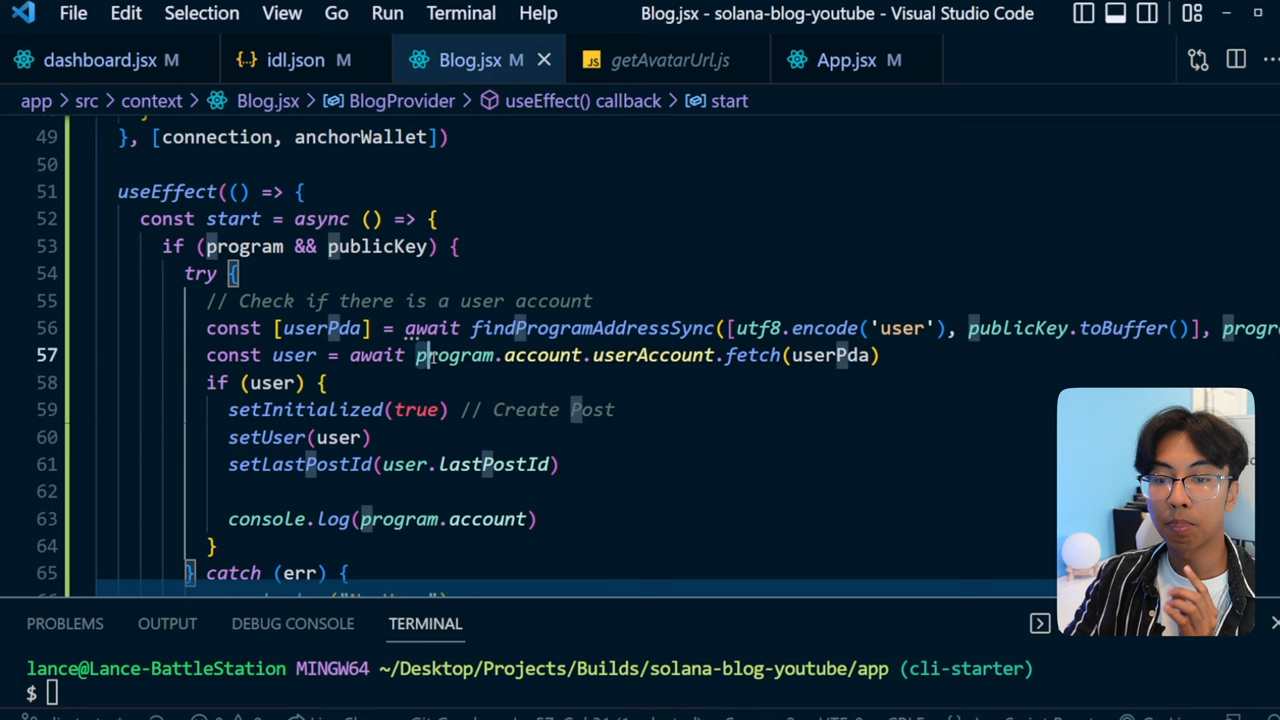 File Edit Selection View Go Run Terminal Help Blog.jsx - solana-blog-youtube - Visual Studio Code
dashboard.jsx M idl.json M Blog.jsx M getAvatarUrl.js App.jsx M
app > src > context > Blog.jsx > BlogProvider > useEffect() callback > start
49 }, [connection, anchorWallet])
50
51 useEffect(() => {
52 const start = async () => {
53 if (program && publicKey) {
54 try {
55 // Check if there is a user account
56 const [userPda] = await findProgramAddressSync([utf8.encode('user'), publicKey.toBuffer()], progr
57 const user = await program.account.userAccount.fetch(userPda)
58 if (user) {
59 setInitialized(true) // Create Post
60 setUser(user)
61 setLastPostId(user.lastPostId)
62
63 console.log(program.account)
64 }
65 } catch (err) {
PROBLEMS OUTPUT DEBUG CONSOLE TERMINAL
lance@Lance-BattleStation MINGW64 ~/Desktop/Projects/Builds/solana-blog-youtube/app (cli-starter)
$